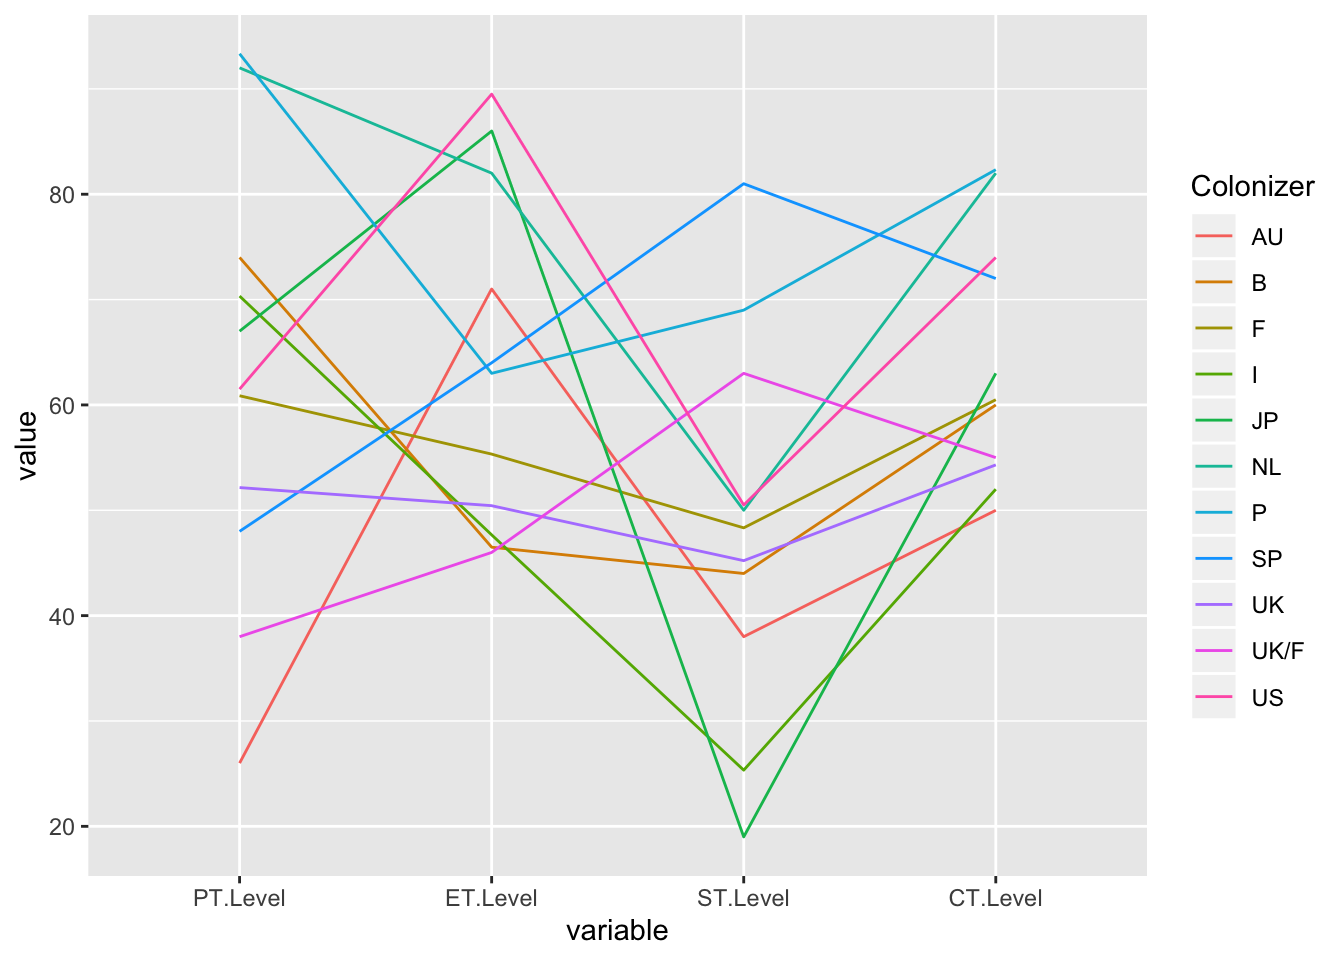 80
60
40
20
value
PT.Level
ET.Level
ST.Level
CT.Level
variable
Colonizer
AU
B
F
I
JP
NL
P
SP
UK
UK/F
US